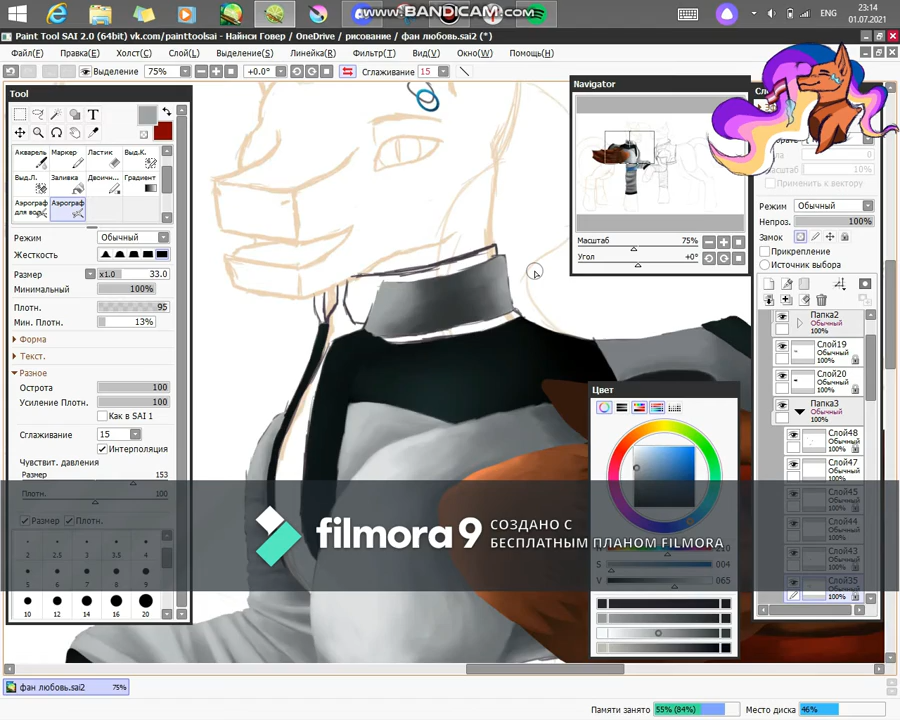 www.BANDICAM.com
ENG
23:14
01.07.2021
Paint Tool SAI 2.0 (64bit) vk.com/painttoolsai - Найнси Говер / OneDrive / рисование / фан любовь.sai2 (*)
Файл(F) Правка(E) Холст(C) Слой(L) Выделение(S) Линейка(R) Фильтр(T) Вид(V) Окно(W) Помощь(H)
Выделение 75% +0.0° Сглаживание 15
Tool
T
Акварель Маркер Ластик Выд.К.
Выд.Л. Заливка Двоичн... Градиент
Аэрограф для во Аэрограф
Режим Обычный
Жесткость
Размер x1.0 33.0
Минимальный 100%
Плотн. 95
Мин. Плотн. 13%
Форма
Текст.
Разное
Острота 100
Усиление Плотн. 100
Как в SAI 1
Сглаживание 15
Интерполяция
Чувствит. давления
Размер 153
Плотн. 100
Размер Плотн.
2 2.5 3 3.5 4
5 6 7 8 9
10 12 14 16 20
Navigator
Масштаб 75%
Угол +0°
0
10%
Применить к вектору
Режим Обычный
Непроз. 100%
Замок
Прикрепление
Источник выбора
Папка2
Обычный
100%
Слой19
Обычный
100%
Слой20
Обычный
100%
Папка3
Обычный
100%
Слой48
Обычный
100%
Слой47
Обычный
100%
Слой45
Обычный
100%
Слой44
Обычный
100%
Слой43
Обычный
100%
Слой35
Обычный
100%
Цвет
S 004
V 065
filmora9
СОЗДАНО С
БЕСПЛАТНЫМ ПЛАНОМ FILMORA
фан любовь.sai2 75%
Памяти занято 55% (84%) Место диска 46%